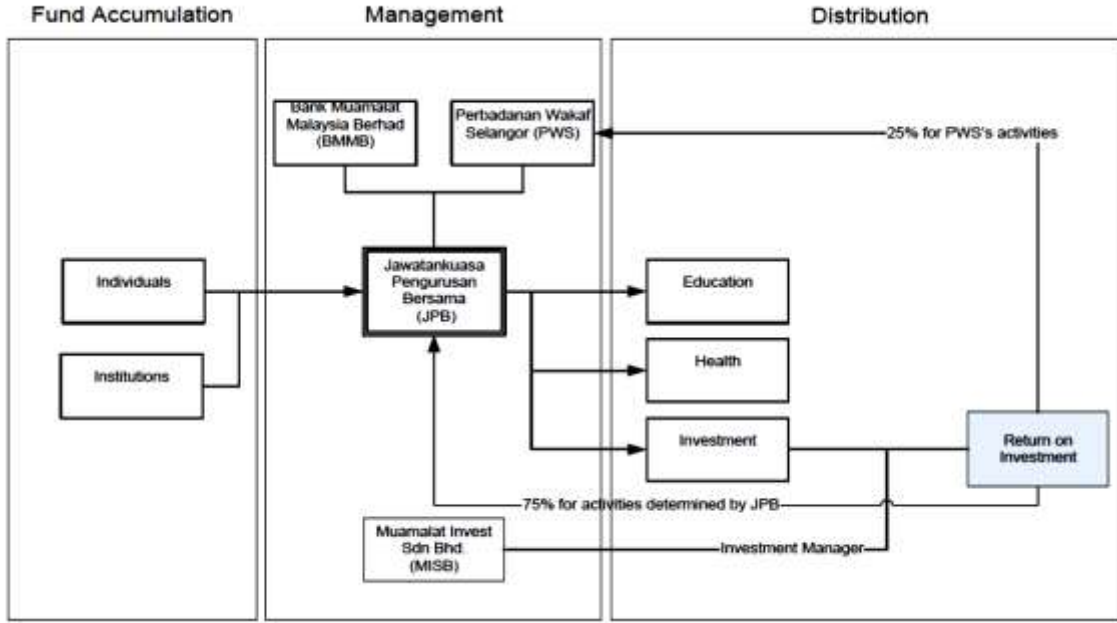 Fund Accumulation
Management
Distribution
Bank Muamalat
Malaysia Berhad
(BMMB)
Perbadanan Wakaf
Selangor (PWS)
25% for PWS's activities
Individuals
Institutions
Jawatankuasa
Pengurusan
Bersama
(JPB)
Education
Health
Investment
Return on
Investment
75% for activities determined by JPB
Muamalat Invest
Sdn Bhd.
(MISB)
Investment Manager